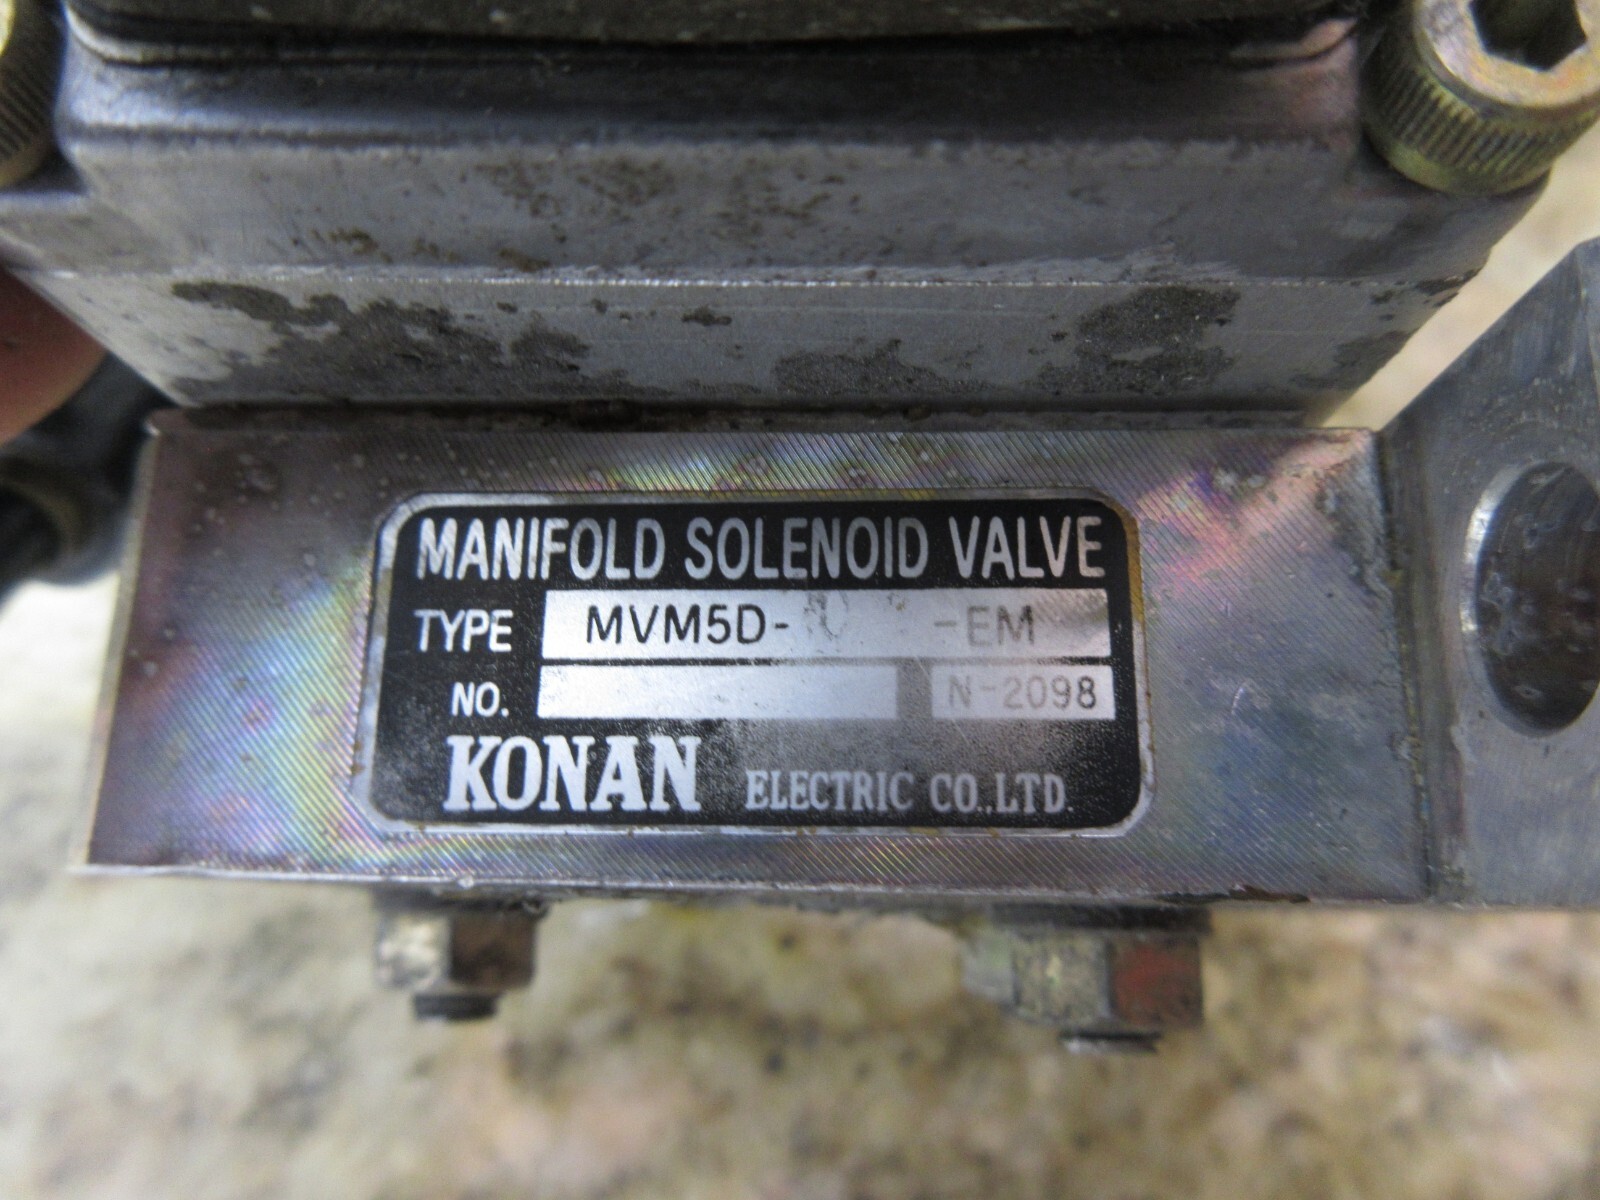 MANIFOLD SOLENOID VALVE
TYPE MVM5D- -EM
NO. N-2098
KONAN ELECTRIC CO.,LTD.